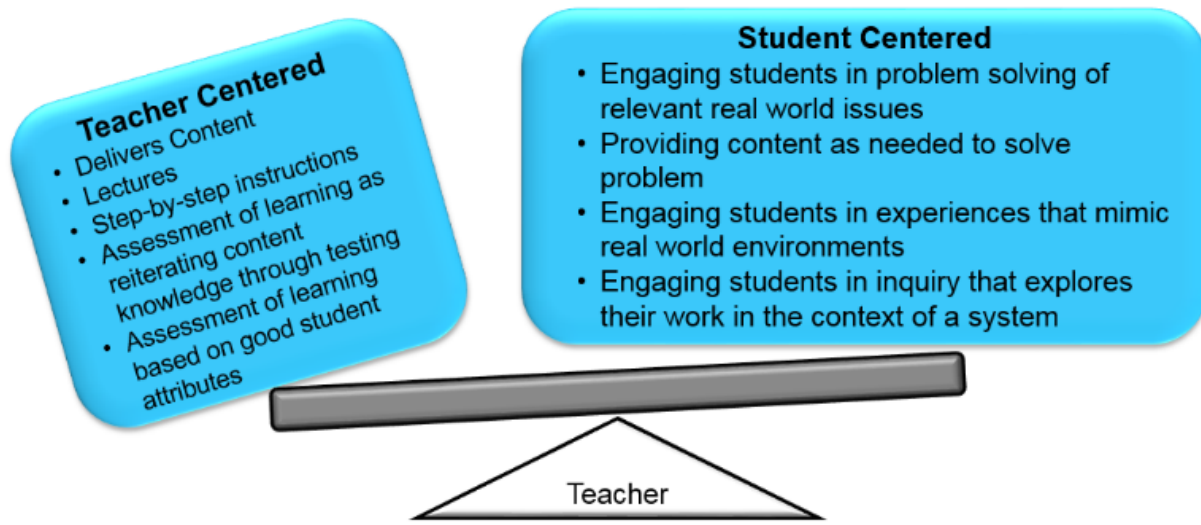 Teacher Centered
• Delivers Content
• Lectures
• Step-by-step instructions
• Assessment of learning as
reiterating content
knowledge through testing
• Assessment of learning
based on good student
attributes
Student Centered
• Engaging students in problem solving of
relevant real world issues
• Providing content as needed to solve
problem
• Engaging students in experiences that mimic
real world environments
• Engaging students in inquiry that explores
their work in the context of a system
Teacher